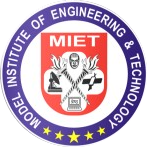 MODEL INSTITUTE OF ENGINEERING & TECHNOLOGY
MIET